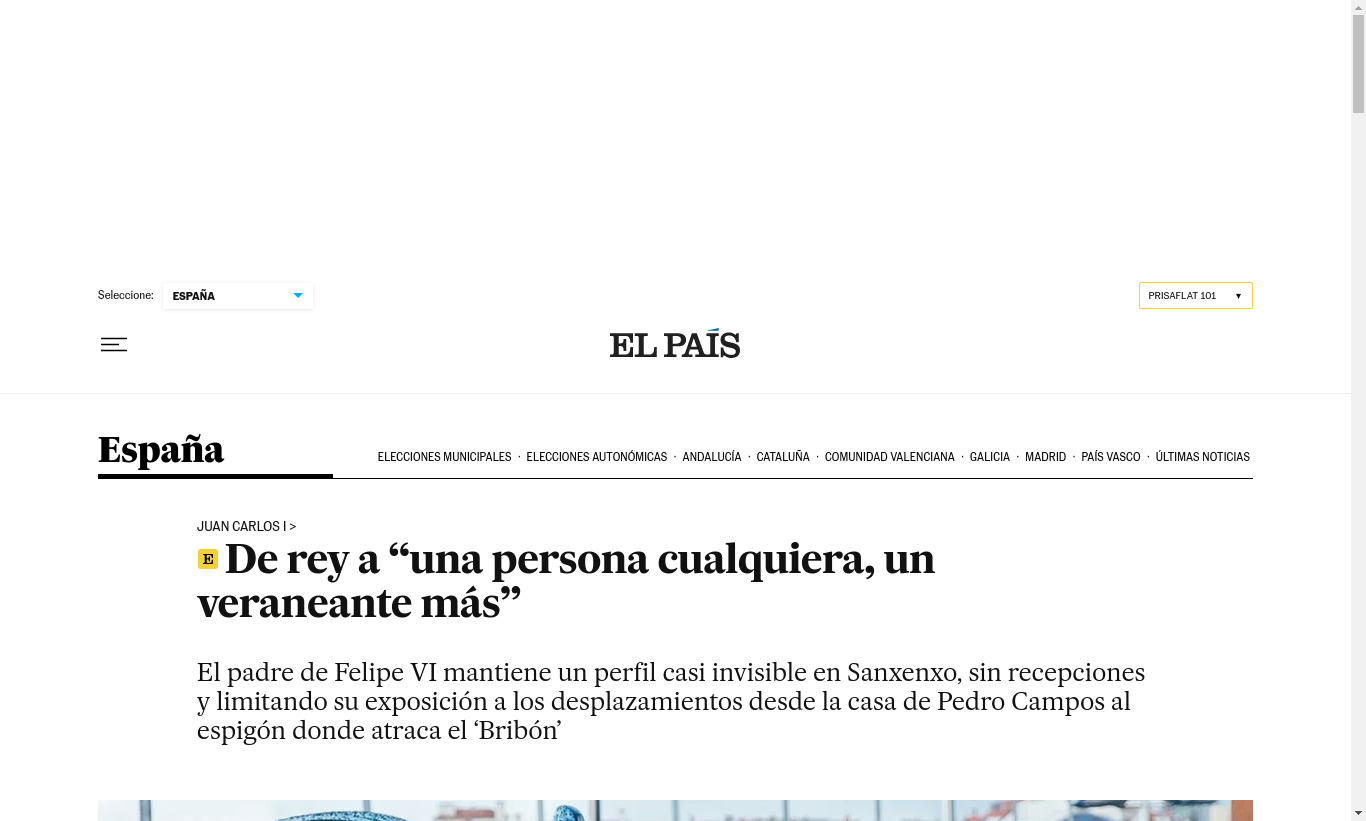 Seleccione:
ESPAÑA
PRISAFLAT 101
EL PAÍS
España
ELECCIONES MUNICIPALES · ELECCIONES AUTONÓMICAS · ANDALUCÍA · CATALUÑA · COMUNIDAD VALENCIANA · GALICIA · MADRID · PAÍS VASCO · ÚLTIMAS NOTICIAS
JUAN CARLOS I >
E De rey a “una persona cualquiera, un
veraneante más”
El padre de Felipe VI mantiene un perfil casi invisible en Sanxenxo, sin recepciones
y limitando su exposición a los desplazamientos desde la casa de Pedro Campos al
espigón donde atraca el ‘Bribón’